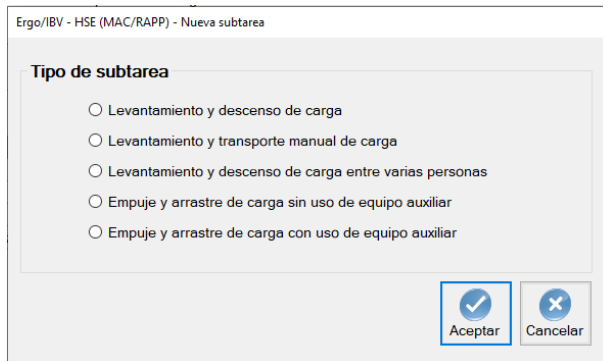 Ergo/IBV - HSE (MAC/RAPP) - Nueva subtarea
Tipo de subtarea
Levantamiento y descenso de carga
Levantamiento y transporte manual de carga
Levantamiento y descenso de carga entre varias personas
Empuje y arrastre de carga sin uso de equipo auxiliar
Empuje y arrastre de carga con uso de equipo auxiliar
Aceptar
Cancelar